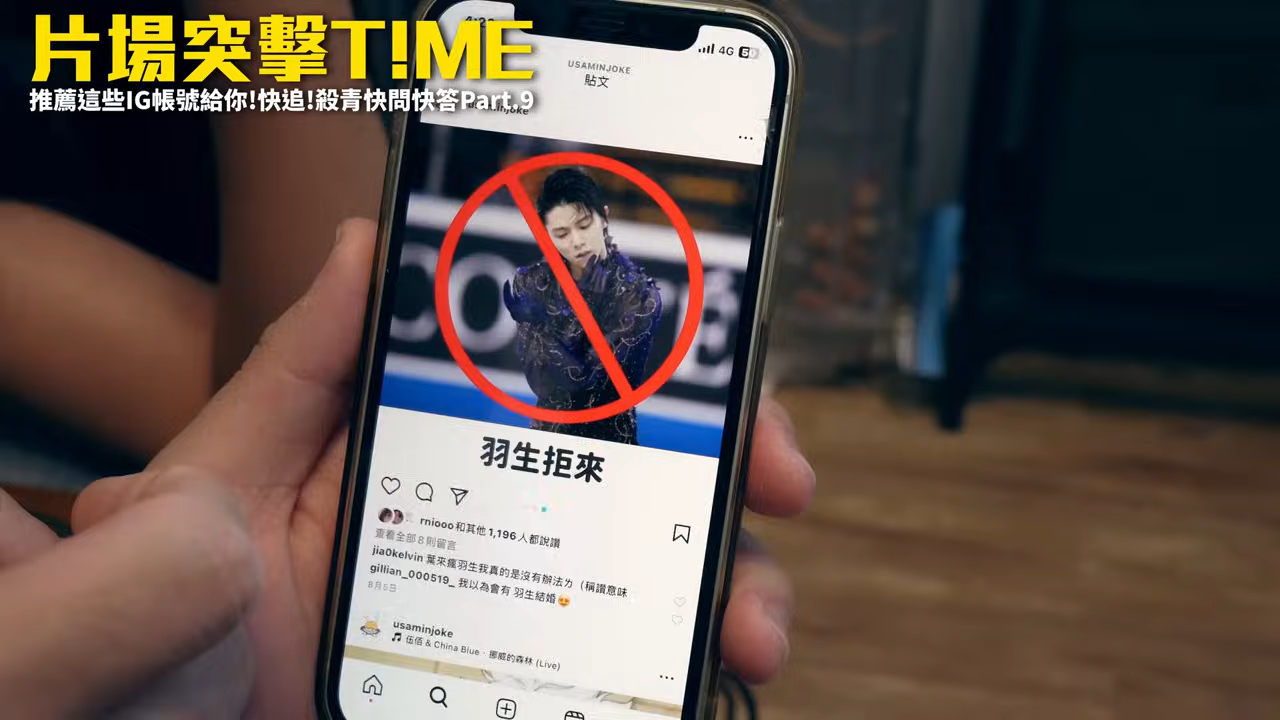 片場突擊T!ME
推薦這些IG帳號給你!快追!殺青快問快答Part.9
4G 50
USAMINJOKE
貼文
羽生拒來
rniooo和其他 1,196 人都說讚
查看全部 8 則留言
jia0kelvin 葉來瘋羽生我真的是沒有辦法ㄌ（稱讚意味
gillian_000519_ 我以為會有 羽生結婚😍
8月5日
usaminjoke
伍佰 & China Blue · 挪威的森林 (Live)